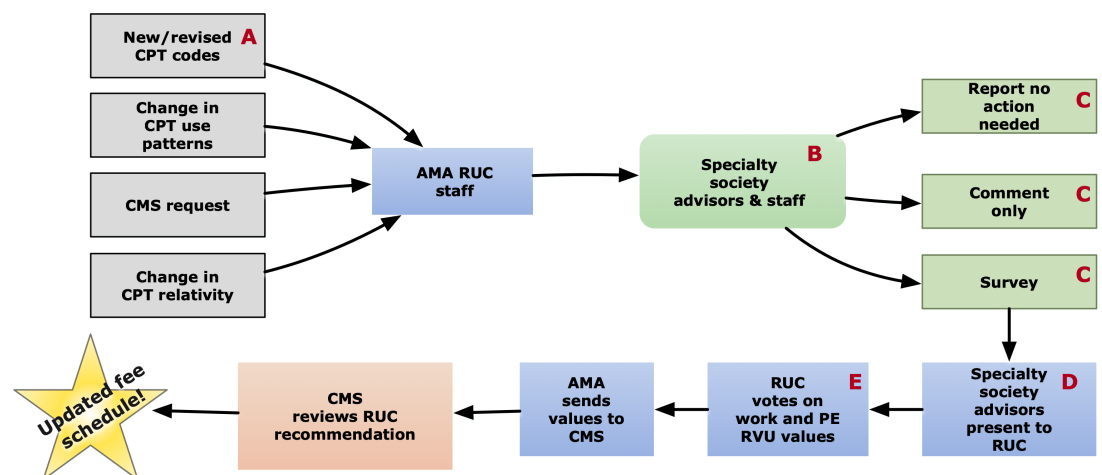 New/revised A
CPT codes
Change in
CPT use
patterns
CMS request
Change in
CPT relativity
AMA RUC
staff
B
Specialty
society
advisors & staff
Report no
action C
needed
Comment C
only
Survey C
Specialty
society D
advisors
present to
RUC
RUC E
votes on
work and PE
RVU values
AMA
sends
values to
CMS
CMS
reviews RUC
recommendation
Updated fee
schedule!